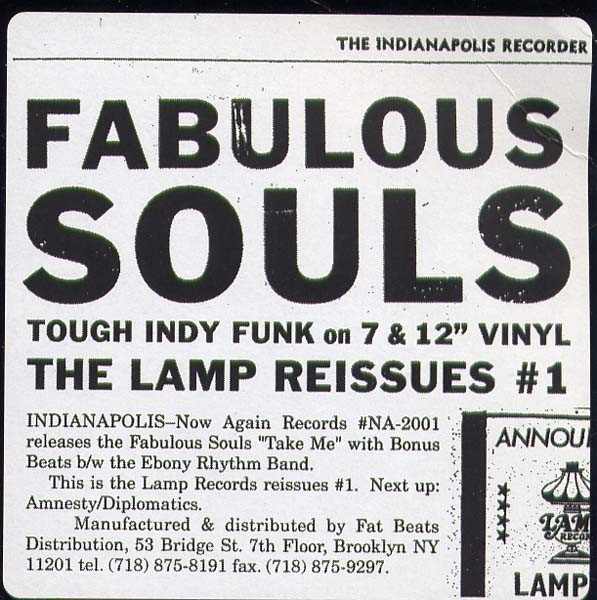 THE INDIANAPOLIS RECORDER
FABULOUS
SOULS
TOUGH INDY FUNK on 7 & 12” VINYL
THE LAMP REISSUES #1
INDIANAPOLIS–Now Again Records #NA-2001
releases the Fabulous Souls "Take Me" with Bonus
Beats b/w the Ebony Rhythm Band.
This is the Lamp Records reissues #1. Next up:
Amnesty/Diplomatics.
Manufactured & distributed by Fat Beats
Distribution, 53 Bridge St. 7th Floor, Brooklyn NY
11201 tel. (718) 875-8191 fax. (718) 875-9297.
ANNOU
LAM
RECOR
LAMP